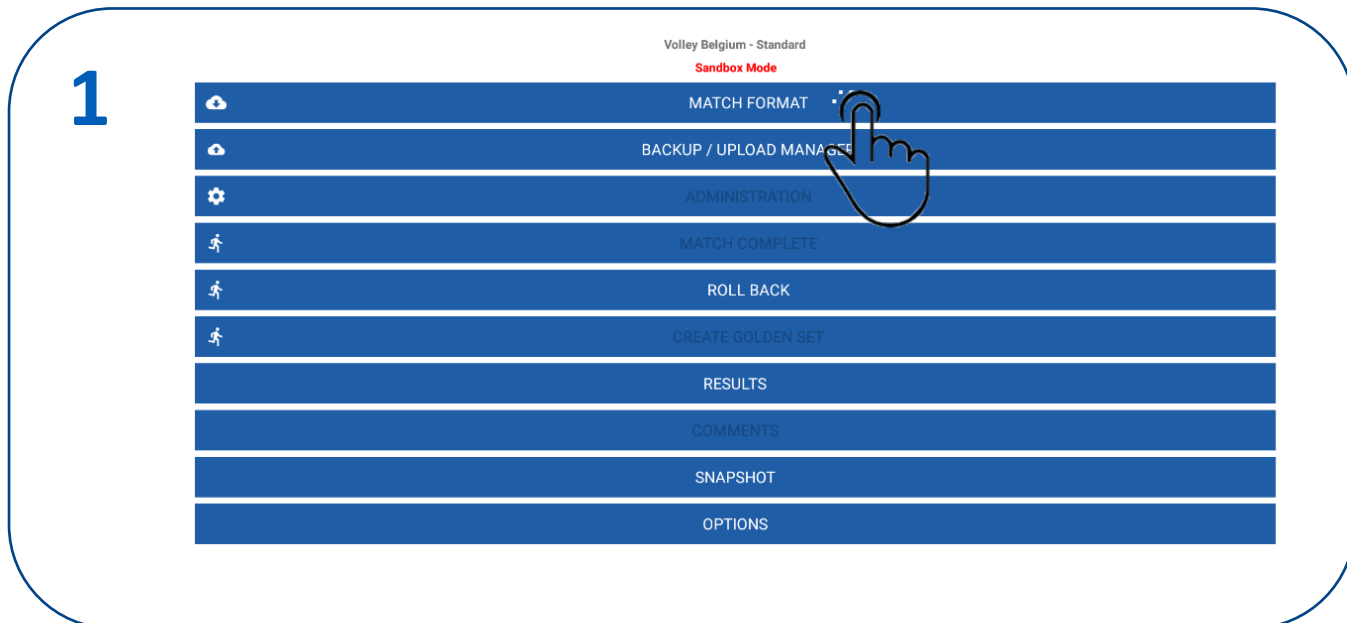 Volley Belgium - Standard
Sandbox Mode
1
MATCH FORMAT
BACKUP / UPLOAD MANAGER
ADMINISTRATION
MATCH COMPLETE
ROLL BACK
CREATE GOLDEN SET
RESULTS
COMMENTS
SNAPSHOT
OPTIONS